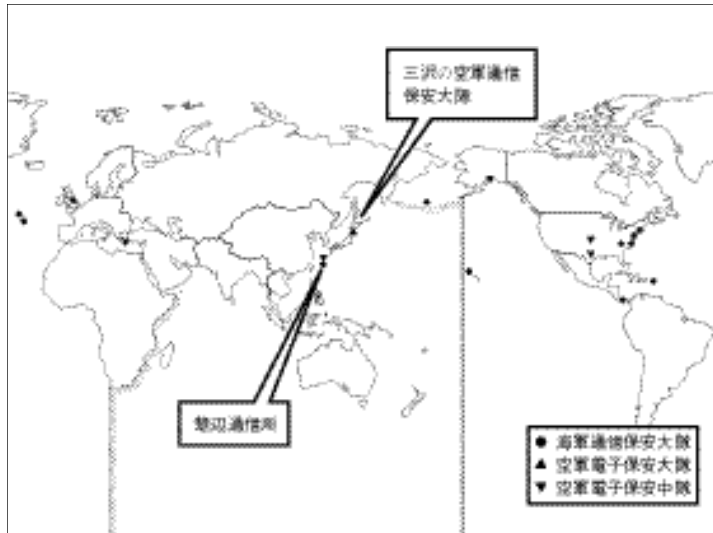 三沢の空軍通信
保安大隊
楚辺通信所
● 海軍通信保安大隊
▲ 空軍電子保安大隊
▼ 空軍電子保安中隊